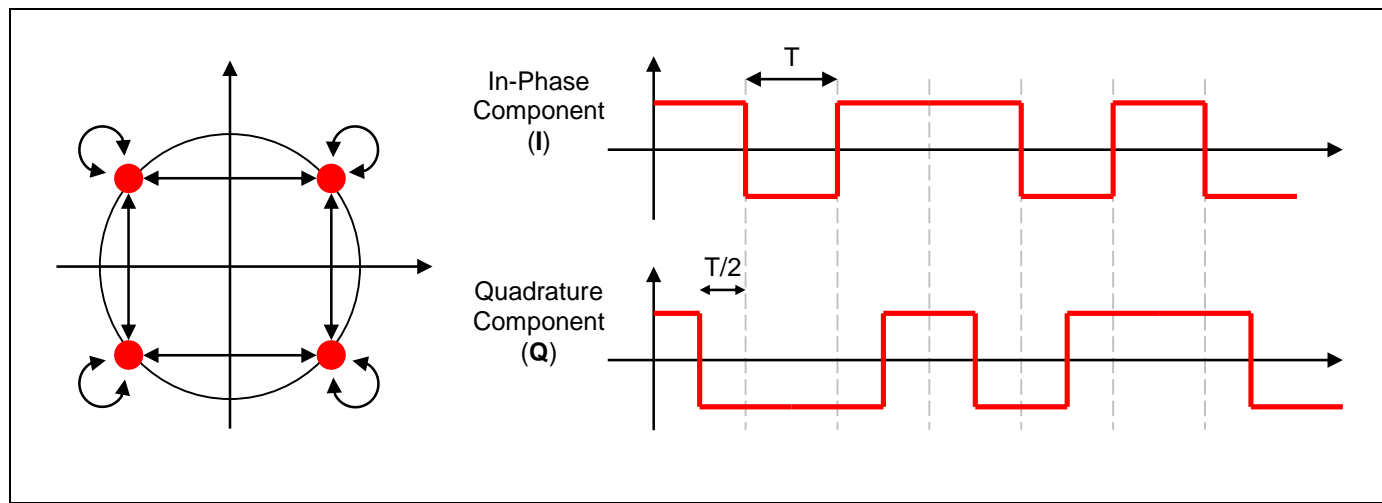 In-Phase
Component
(I)
T
Quadrature
Component
(Q)
T/2